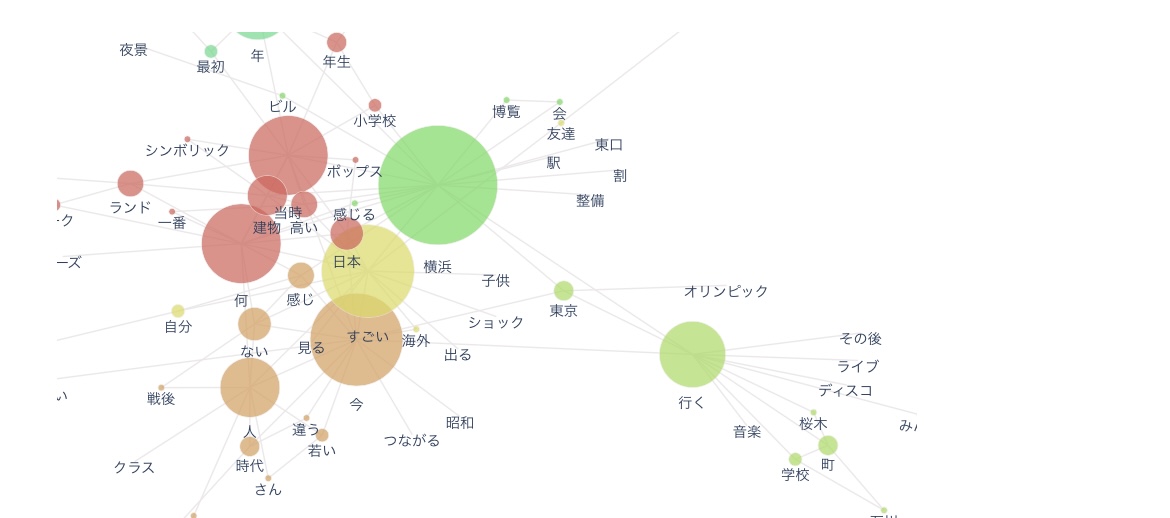 夜景
最初
年
年生
ビル
小学校
博覧
会
友達
シンボリック
ポップス
駅
東口
割
整備
ランド
一番
当時
建物
高い
感じる
日本
横浜
子供
何
感じ
自分
ない
見る
すごい
海外
ショック
出る
東京
オリンピック
その後
ライブ
ディスコ
行く
戦後
今
昭和
人
違う
若い
つながる
音楽
桜木
町
学校
クラス
時代
さん